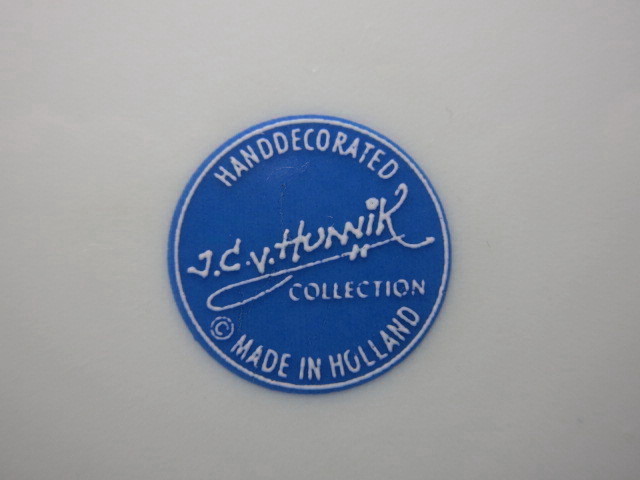 HANDDECORATED
J.C.v.HUNNIK
COLLECTION
© MADE IN HOLLAND